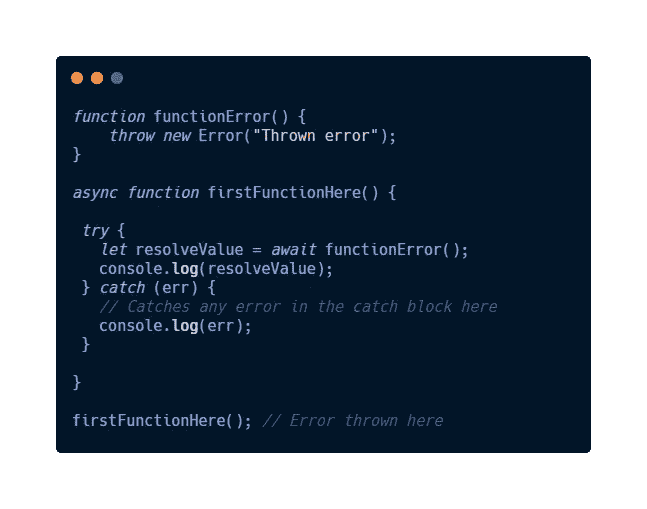 function functionError() {
    throw new Error("Thrown error");
}
async function firstFunctionHere() {
 try {
   let resolveValue = await functionError();
   console.log(resolveValue);
 } catch (err) {
   // Catches any error in the catch block here
   console.log(err);
 }
}
firstFunctionHere(); // Error thrown here